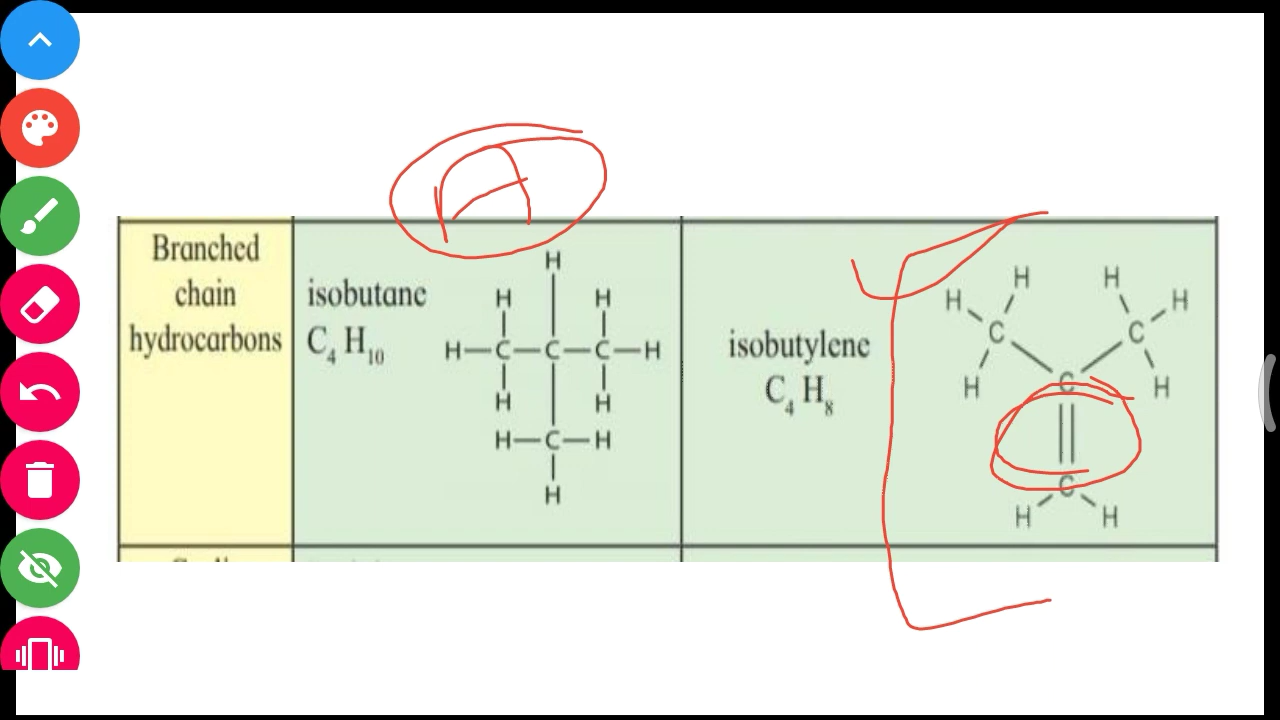 Branched
chain
hydrocarbons
isobutane
C₄ H₁₀
H
H H
H—C—C—C—H
H H
H—C—H
H
isobutylene
C₄ H₈
H H
H H
C C
H H
C
C
H H